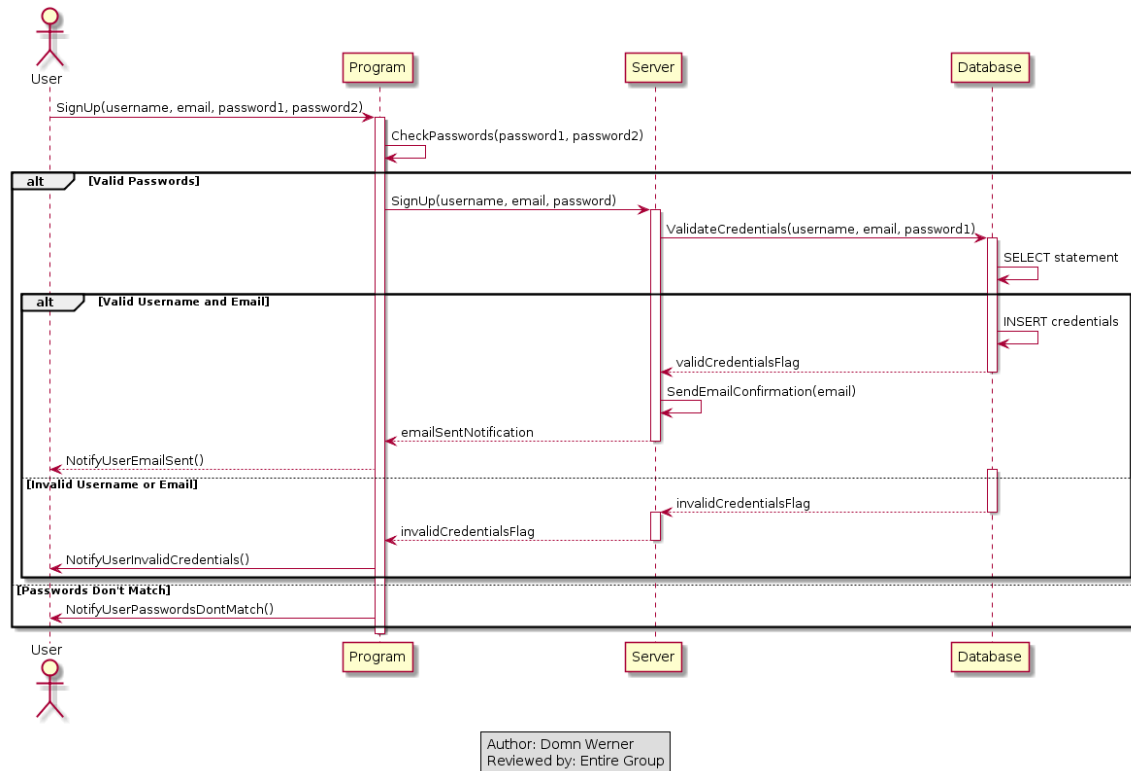 User
Program
Server
Database
SignUp(username, email, password1, password2)
CheckPasswords(password1, password2)
alt [Valid Passwords]
SignUp(username, email, password)
ValidateCredentials(username, email, password1)
SELECT statement
alt [Valid Username and Email]
INSERT credentials
validCredentialsFlag
SendEmailConfirmation(email)
emailSentNotification
NotifyUserEmailSent()
[Invalid Username or Email]
invalidCredentialsFlag
invalidCredentialsFlag
NotifyUserInvalidCredentials()
[Passwords Don't Match]
NotifyUserPasswordsDontMatch()
User
Program
Server
Database
Author: Domn Werner
Reviewed by: Entire Group